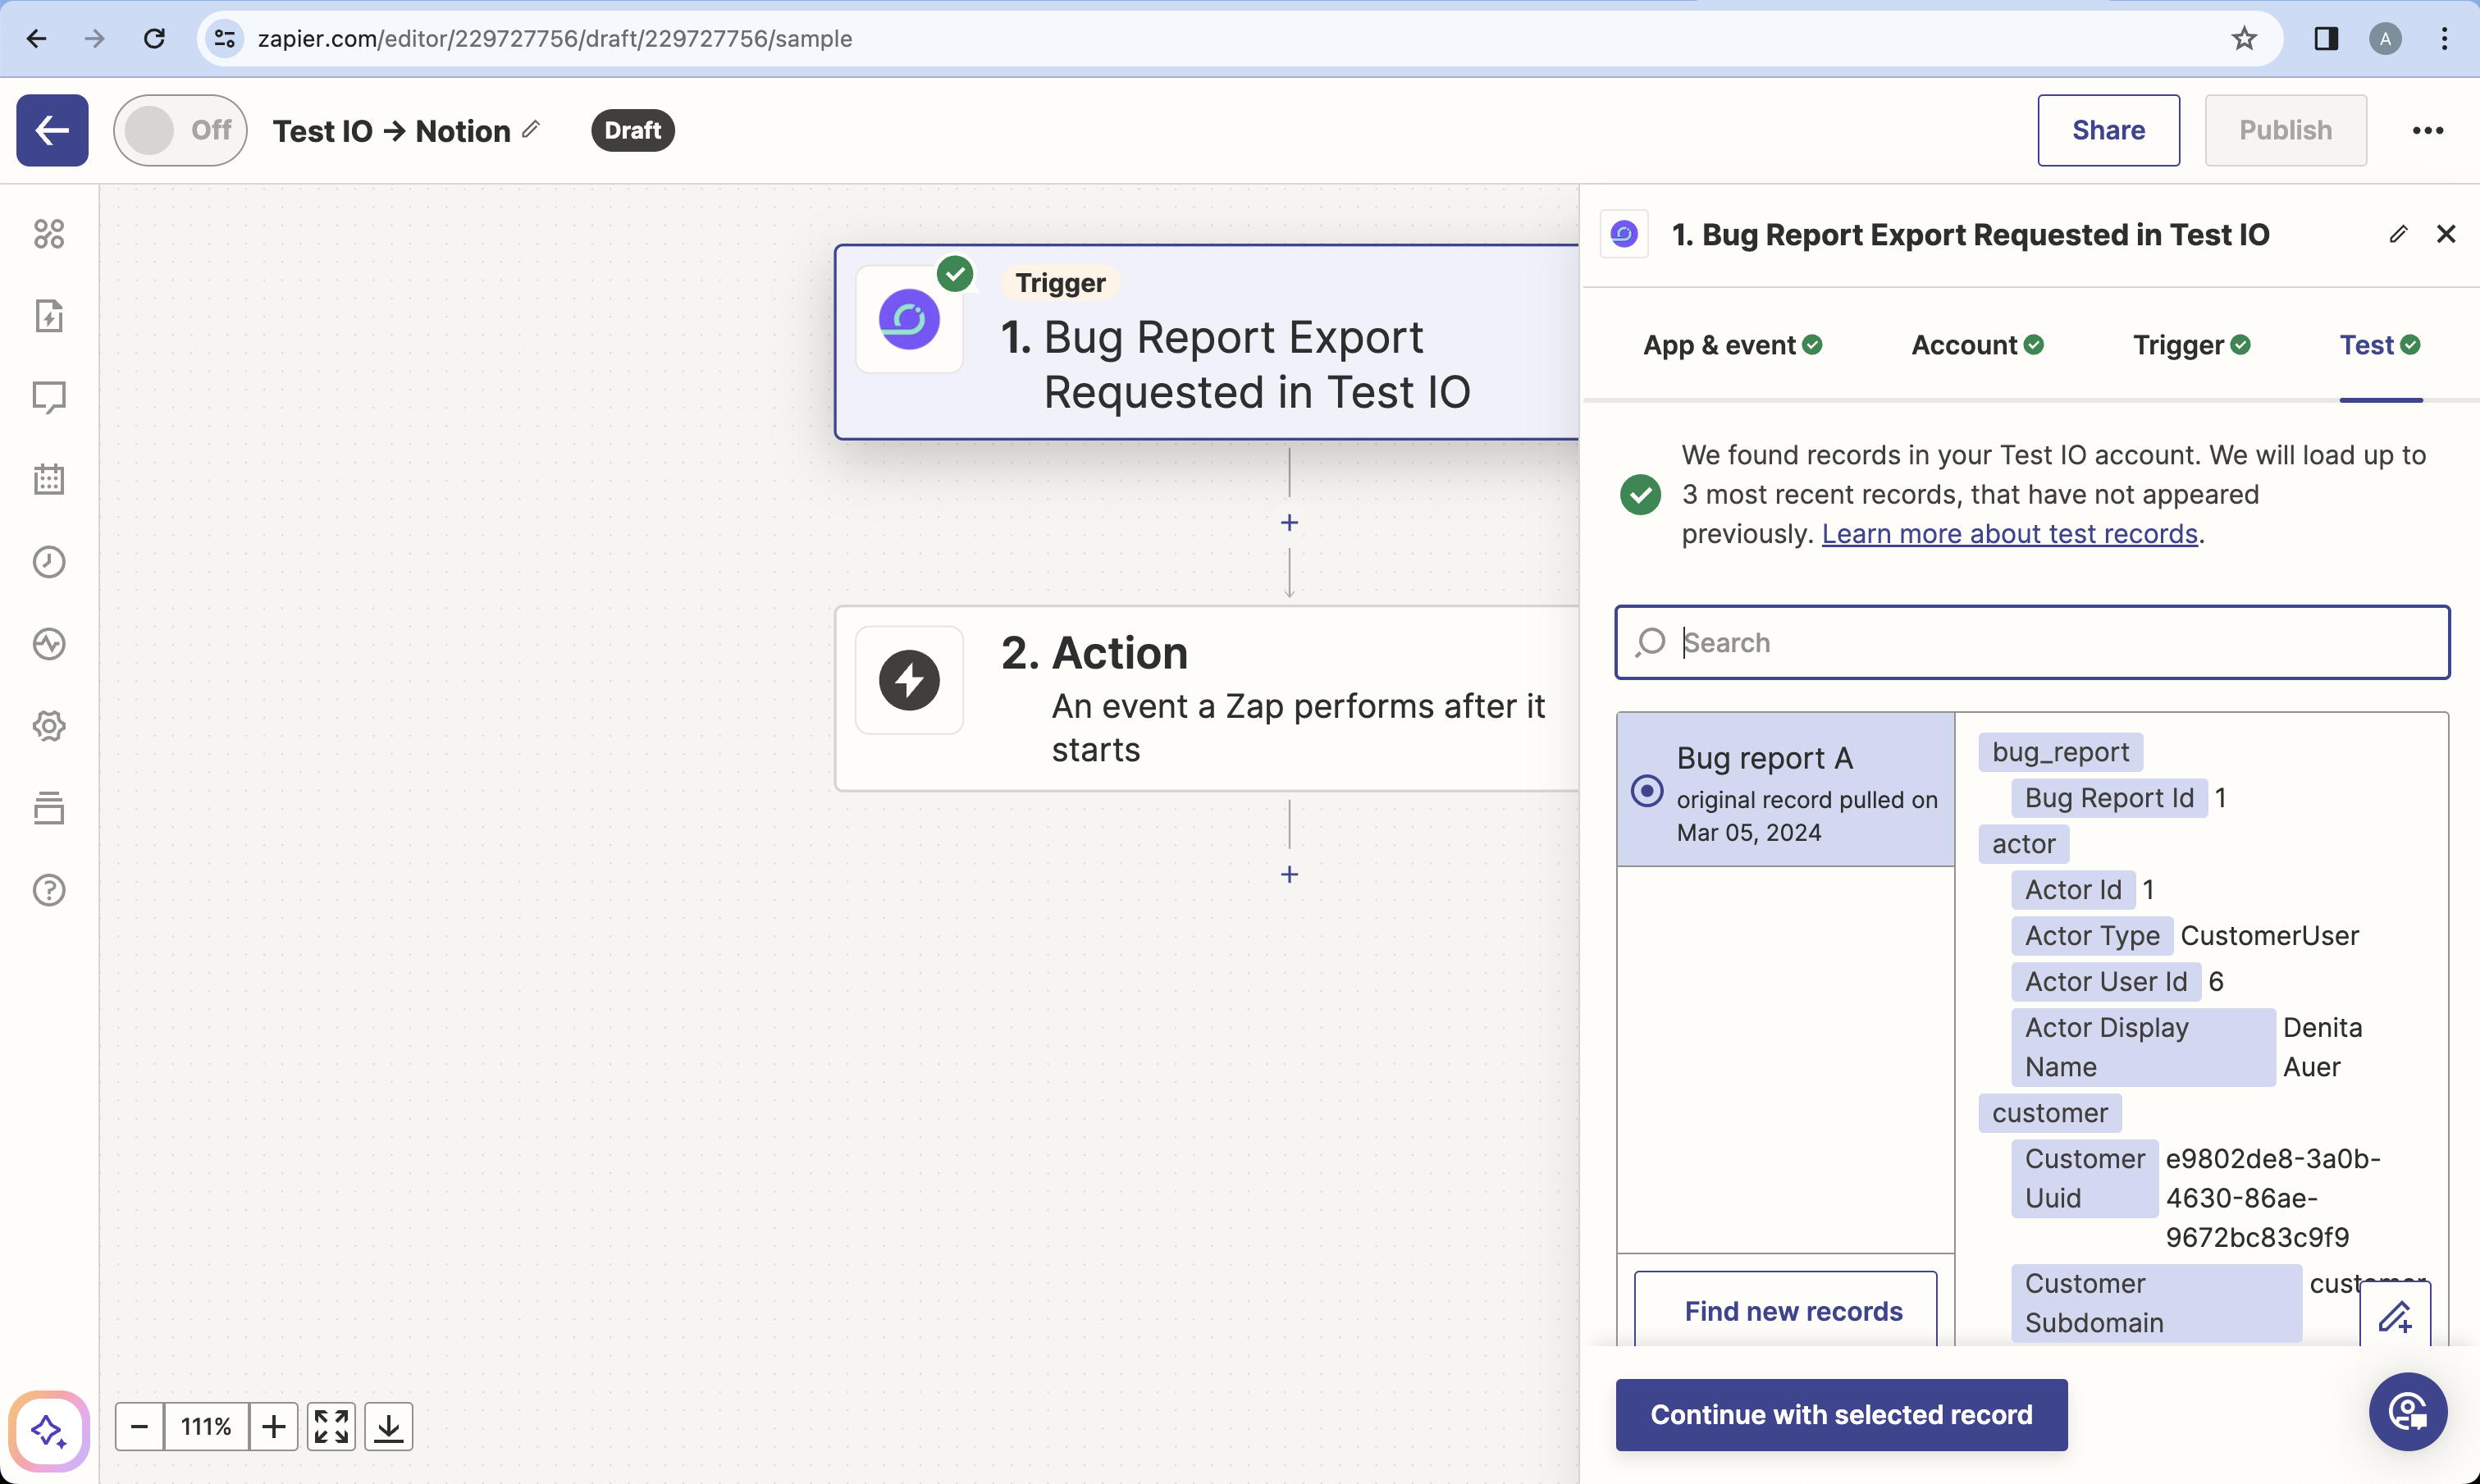 zapier.com/editor/229727756/draft/229727756/sample
A
Off
Test IO → Notion
Draft
Share
Publish
Trigger
1. Bug Report Export
Requested in Test IO
2. Action
An event a Zap performs after it
starts
111%
1. Bug Report Export Requested in Test IO
App & event
Account
Trigger
Test
We found records in your Test IO account. We will load up to
3 most recent records, that have not appeared
previously. Learn more about test records.
Search
Bug report A
original record pulled on
Mar 05, 2024
Find new records
bug_report
Bug Report Id 1
actor
Actor Id 1
Actor Type CustomerUser
Actor User Id 6
Actor Display Denita
Name Auer
customer
Customer e9802de8-3a0b-
Uuid 4630-86ae-
9672bc83c9f9
Customer customer
Subdomain
Continue with selected record